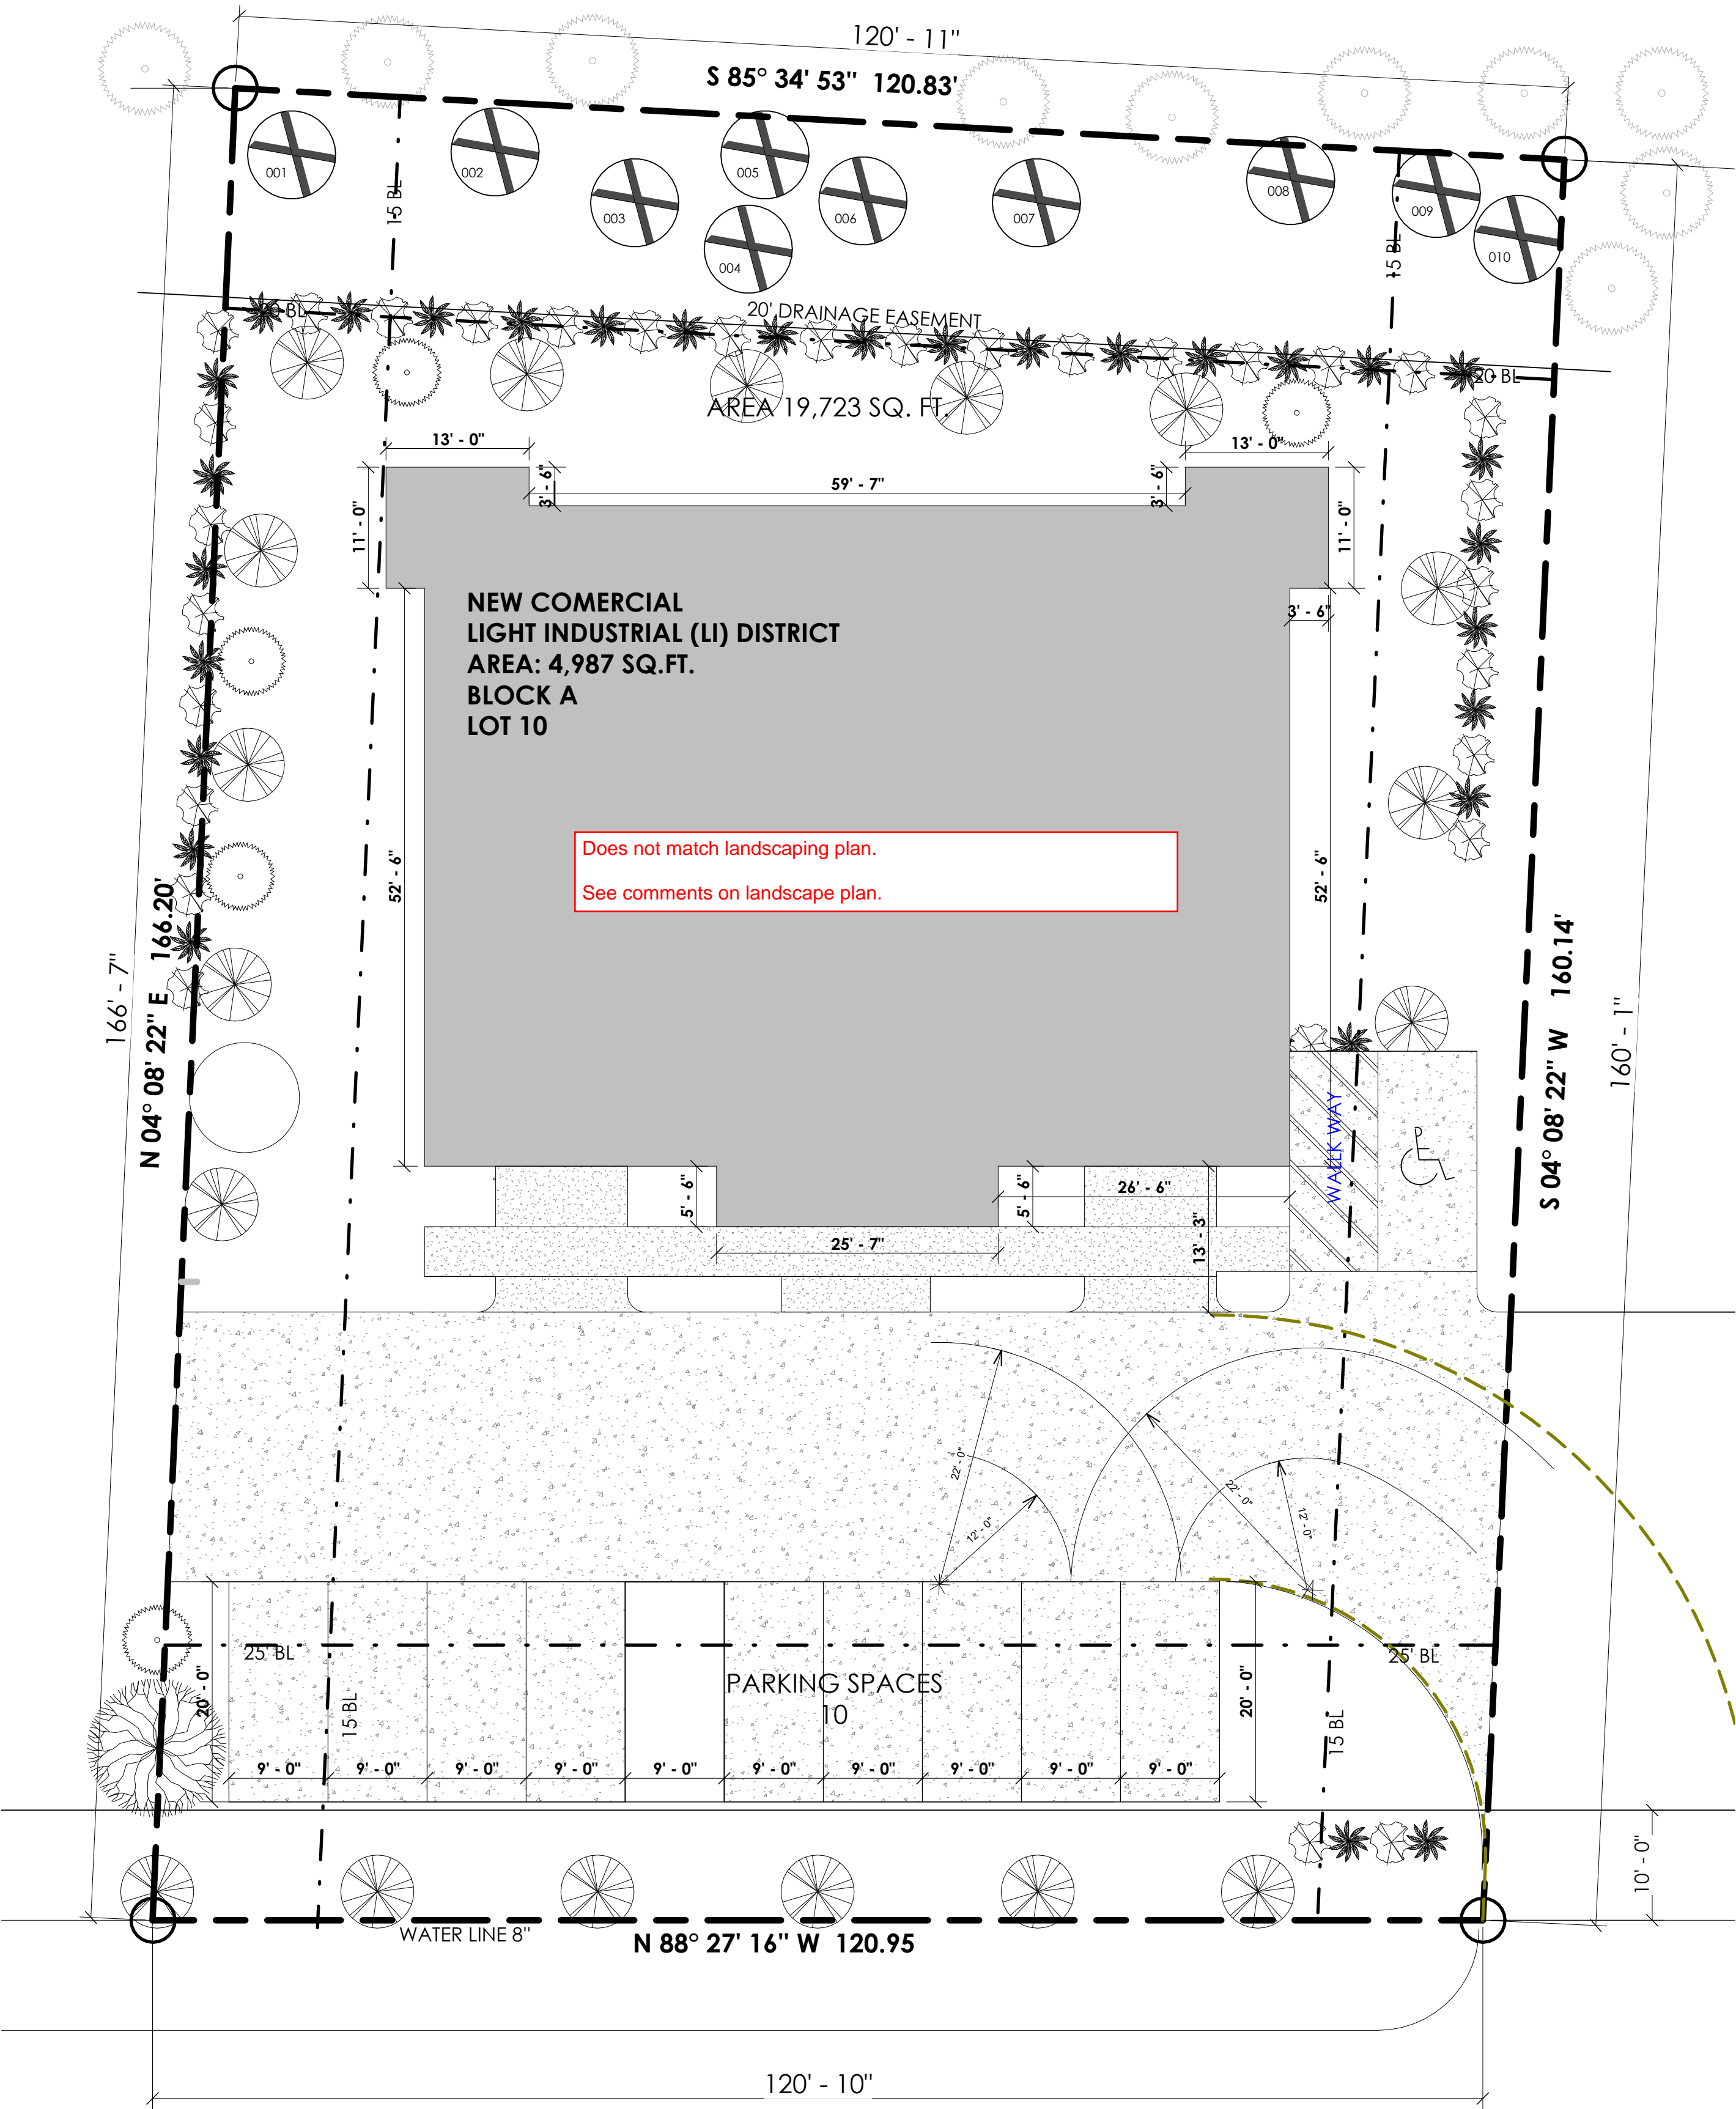 120' - 11"
S 85° 34' 53" 120.83'
001
002
003
004
005
006
007
008
009
010
15 BL
15 BL
20 BL
20' DRAINAGE EASEMENT
20 BL
AREA 19,723 SQ. FT.
13' - 0"
13' - 0"
3' - 6"
59' - 7"
3' - 6"
11' - 0"
11' - 0"
NEW COMERCIAL
LIGHT INDUSTRIAL (LI) DISTRICT
AREA: 4,987 SQ.FT.
BLOCK A
LOT 10
3' - 6"
Does not match landscaping plan.
See comments on landscape plan.
52' - 6"
52' - 6"
166' - 7"
N 04° 08' 22" E 166.20'
S 04° 08' 22" W 160.14'
160' - 1"
WALLK WAY
5' - 6"
5' - 6"
26' - 6"
25' - 7"
13' - 3"
22' - 0"
12' - 0"
22' - 0"
12' - 0"
25' BL
25' BL
20' - 0"
15 BL
PARKING SPACES
10
20' - 0"
15 BL
9' - 0"
9' - 0"
9' - 0"
9' - 0"
9' - 0"
9' - 0"
9' - 0"
9' - 0"
9' - 0"
9' - 0"
10' - 0"
WATER LINE 8"
N 88° 27' 16" W 120.95
120' - 10"